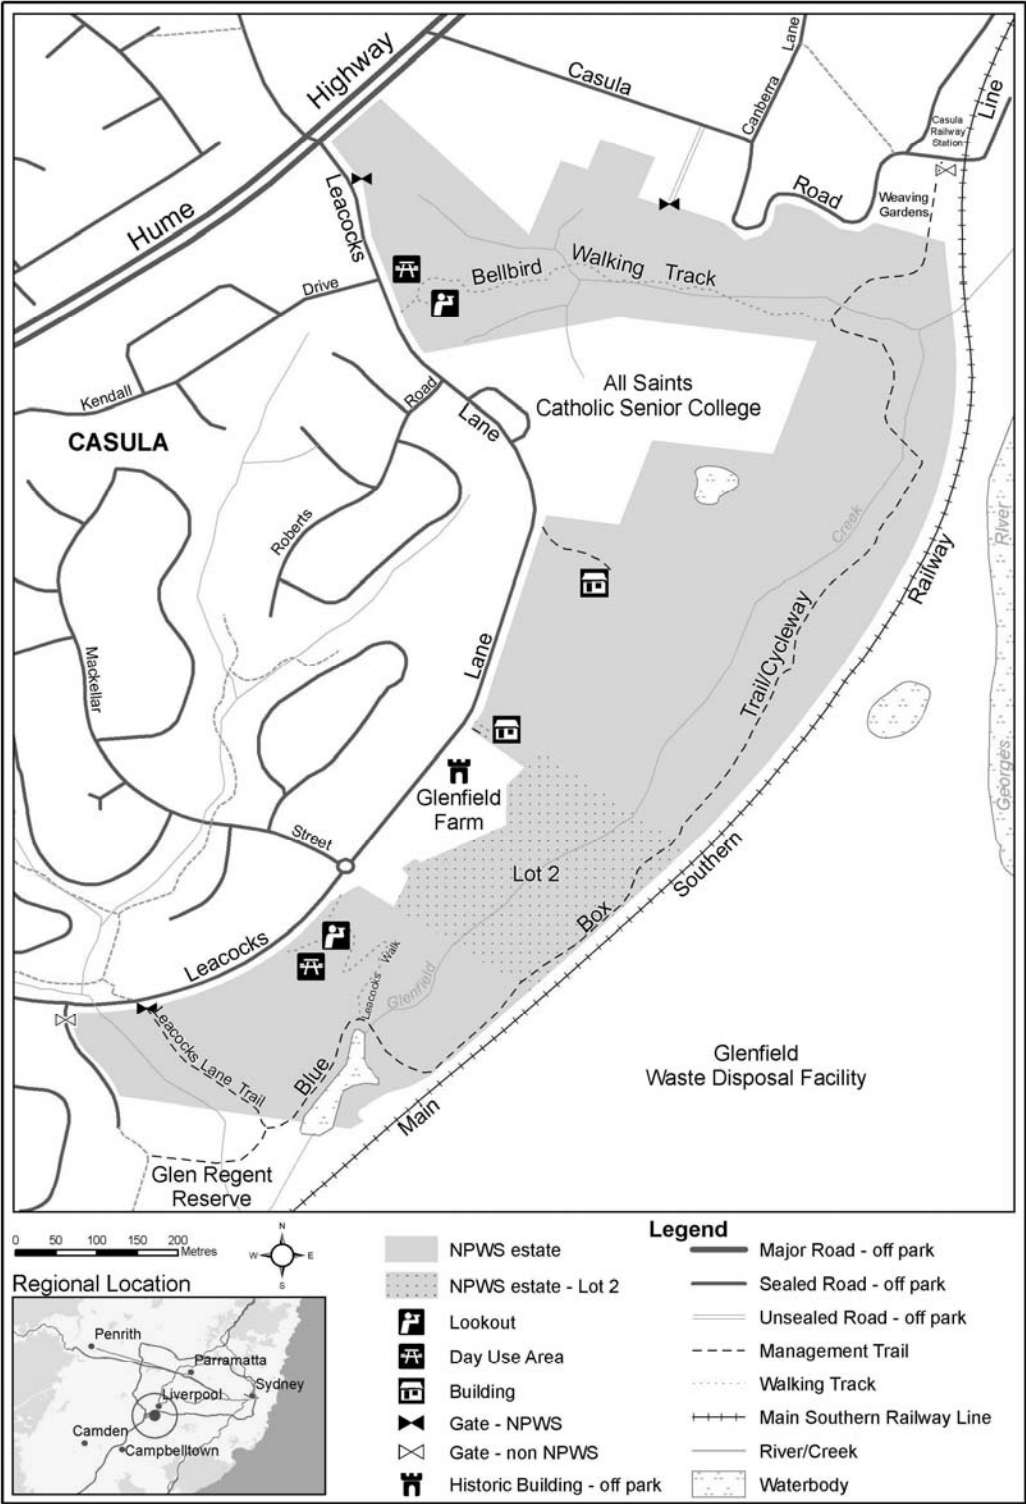 Hume Highway
Casula
Canberra Lane
Line
Casula
Railway
Station
Road
Weaving
Gardens
Leacocks
Bellbird Walking Track
Drive
Kendall
Road
Lane
All Saints
Catholic Senior College
CASULA
Roberts
Creek
River
Railway
Lane
Mackellar
Trail/Cycleway
Georges
Glenfield
Farm
Street
Lot 2
Southern
Box
Leacocks
Leacocks Walk
Glenfield
Leacocks Lane Trail
Blue
Main
Glenfield
Waste Disposal Facility
Glen Regent
Reserve
0 50 100 150 200
Metres
N
W E
S
Regional Location
Penrith
Parramatta
Liverpool
Sydney
Camden
Campbelltown
Legend
NPWS estate
NPWS estate - Lot 2
Lookout
Day Use Area
Building
Gate - NPWS
Gate - non NPWS
Historic Building - off park
Major Road - off park
Sealed Road - off park
Unsealed Road - off park
Management Trail
Walking Track
Main Southern Railway Line
River/Creek
Waterbody